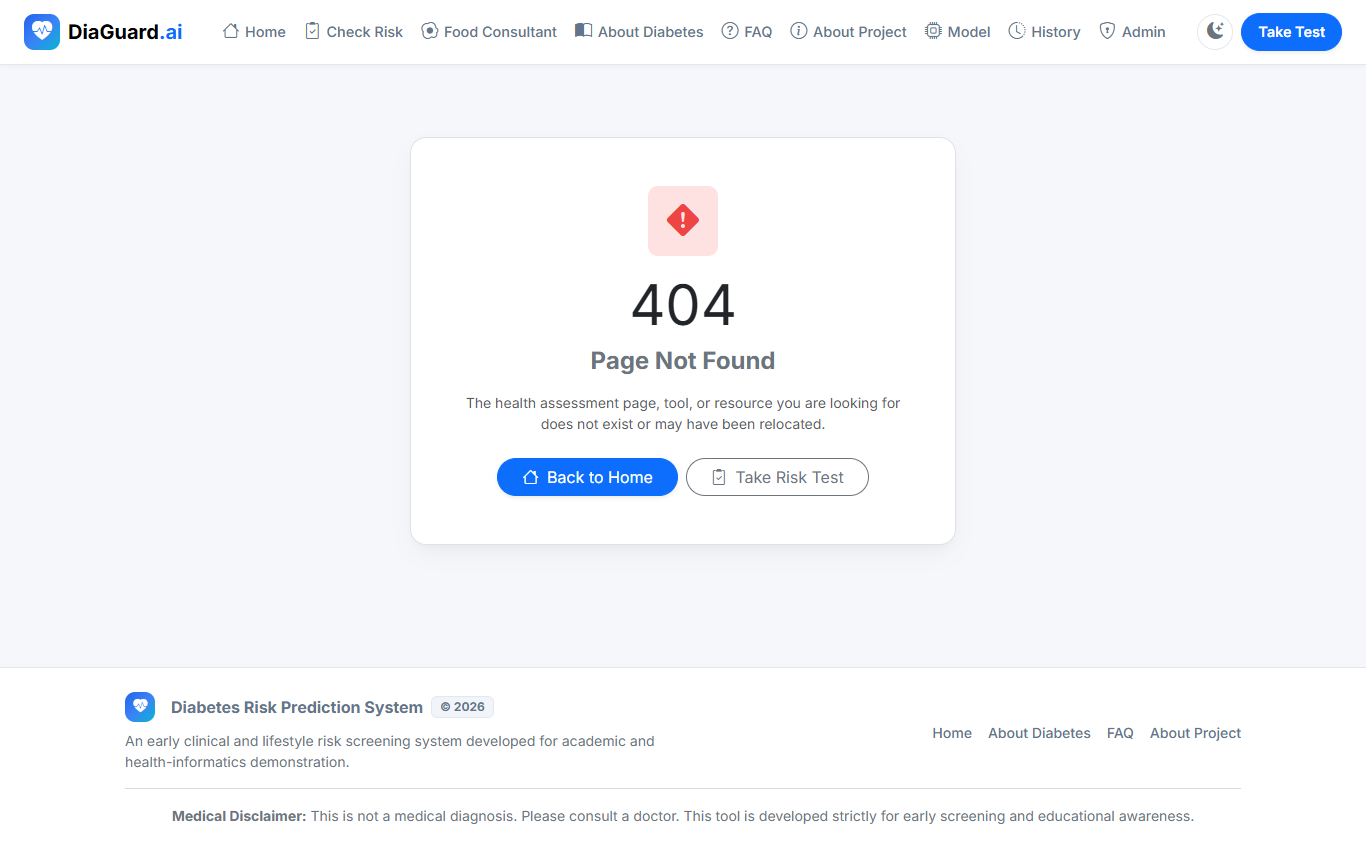 DiaGuard.ai
Home
Check Risk
Food Consultant
About Diabetes
FAQ
About Project
Model
History
Admin
Take Test
404
Page Not Found
The health assessment page, tool, or resource you are looking for
does not exist or may have been relocated.
Back to Home
Take Risk Test
Diabetes Risk Prediction System
© 2026
An early clinical and lifestyle risk screening system developed for academic and
health-informatics demonstration.
Home
About Diabetes
FAQ
About Project
Medical Disclaimer: This is not a medical diagnosis. Please consult a doctor. This tool is developed strictly for early screening and educational awareness.